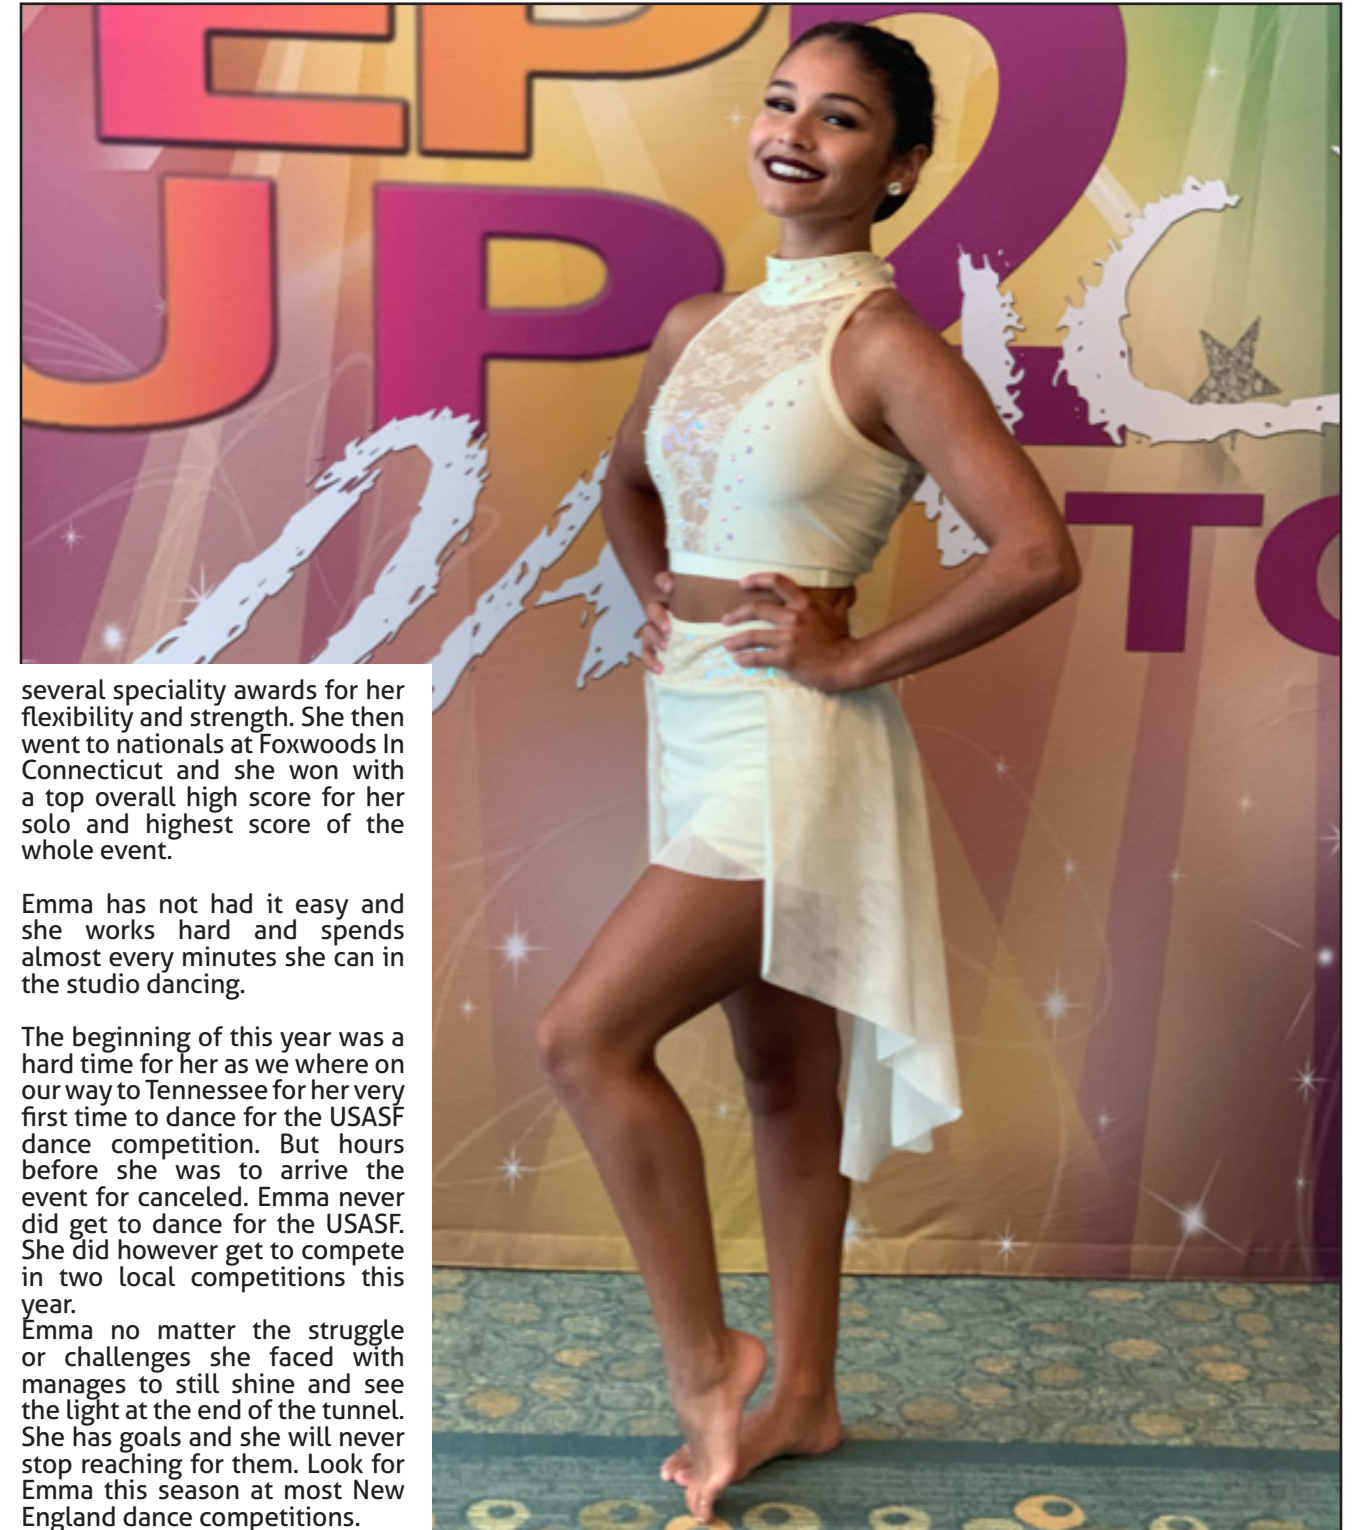 EP 2
UP
DA IC
TO
several speciality awards for her
flexibility and strength. She then
went to nationals at Foxwoods In
Connecticut and she won with
a top overall high score for her
solo and highest score of the
whole event.
Emma has not had it easy and
she works hard and spends
almost every minutes she can in
the studio dancing.
The beginning of this year was a
hard time for her as we where on
our way to Tennessee for her very
first time to dance for the USASF
dance competition. But hours
before she was to arrive the
event for canceled. Emma never
did get to dance for the USASF.
She did however get to compete
in two local competitions this
year.
Emma no matter the struggle
or challenges she faced with
manages to still shine and see
the light at the end of the tunnel.
She has goals and she will never
stop reaching for them. Look for
Emma this season at most New
England dance competitions.